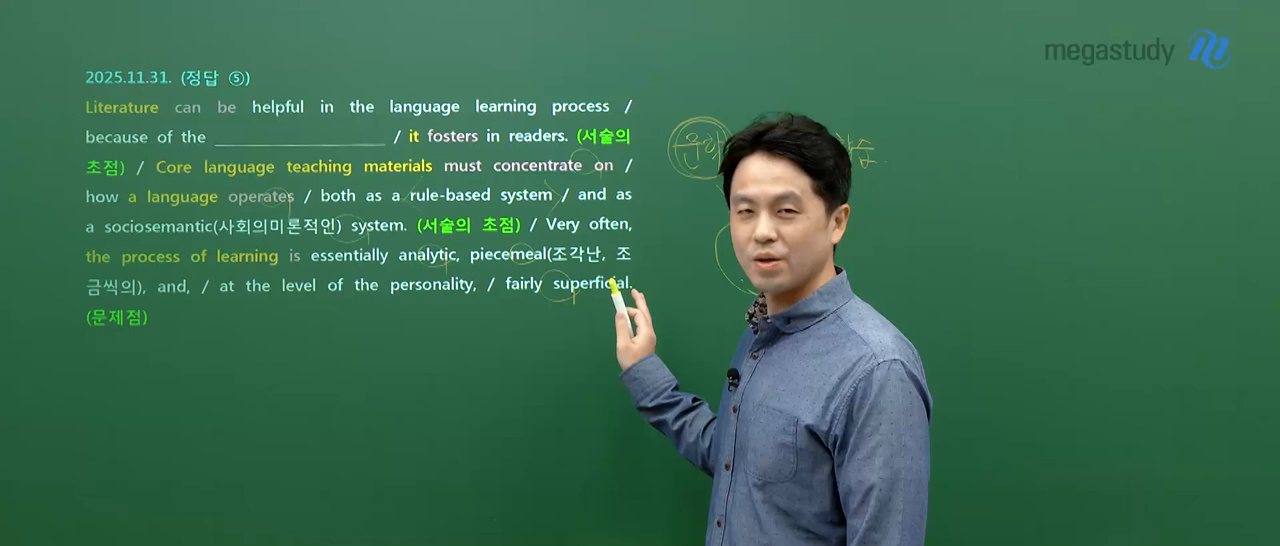 megastudy
2025.11.31. (정답 ⑤)
Literature can be helpful in the language learning process /
because of the ____________________ / it fosters in readers. (서술의
초점) / Core language teaching materials must concentrate on /
how a language operates / both as a rule-based system / and as
a sociosemantic(사회의미론적인) system. (서술의 초점) / Very often,
the process of learning is essentially analytic, piecemeal(조각난, 조
금씩의), and, / at the level of the personality, / fairly superficial.
(문제점)